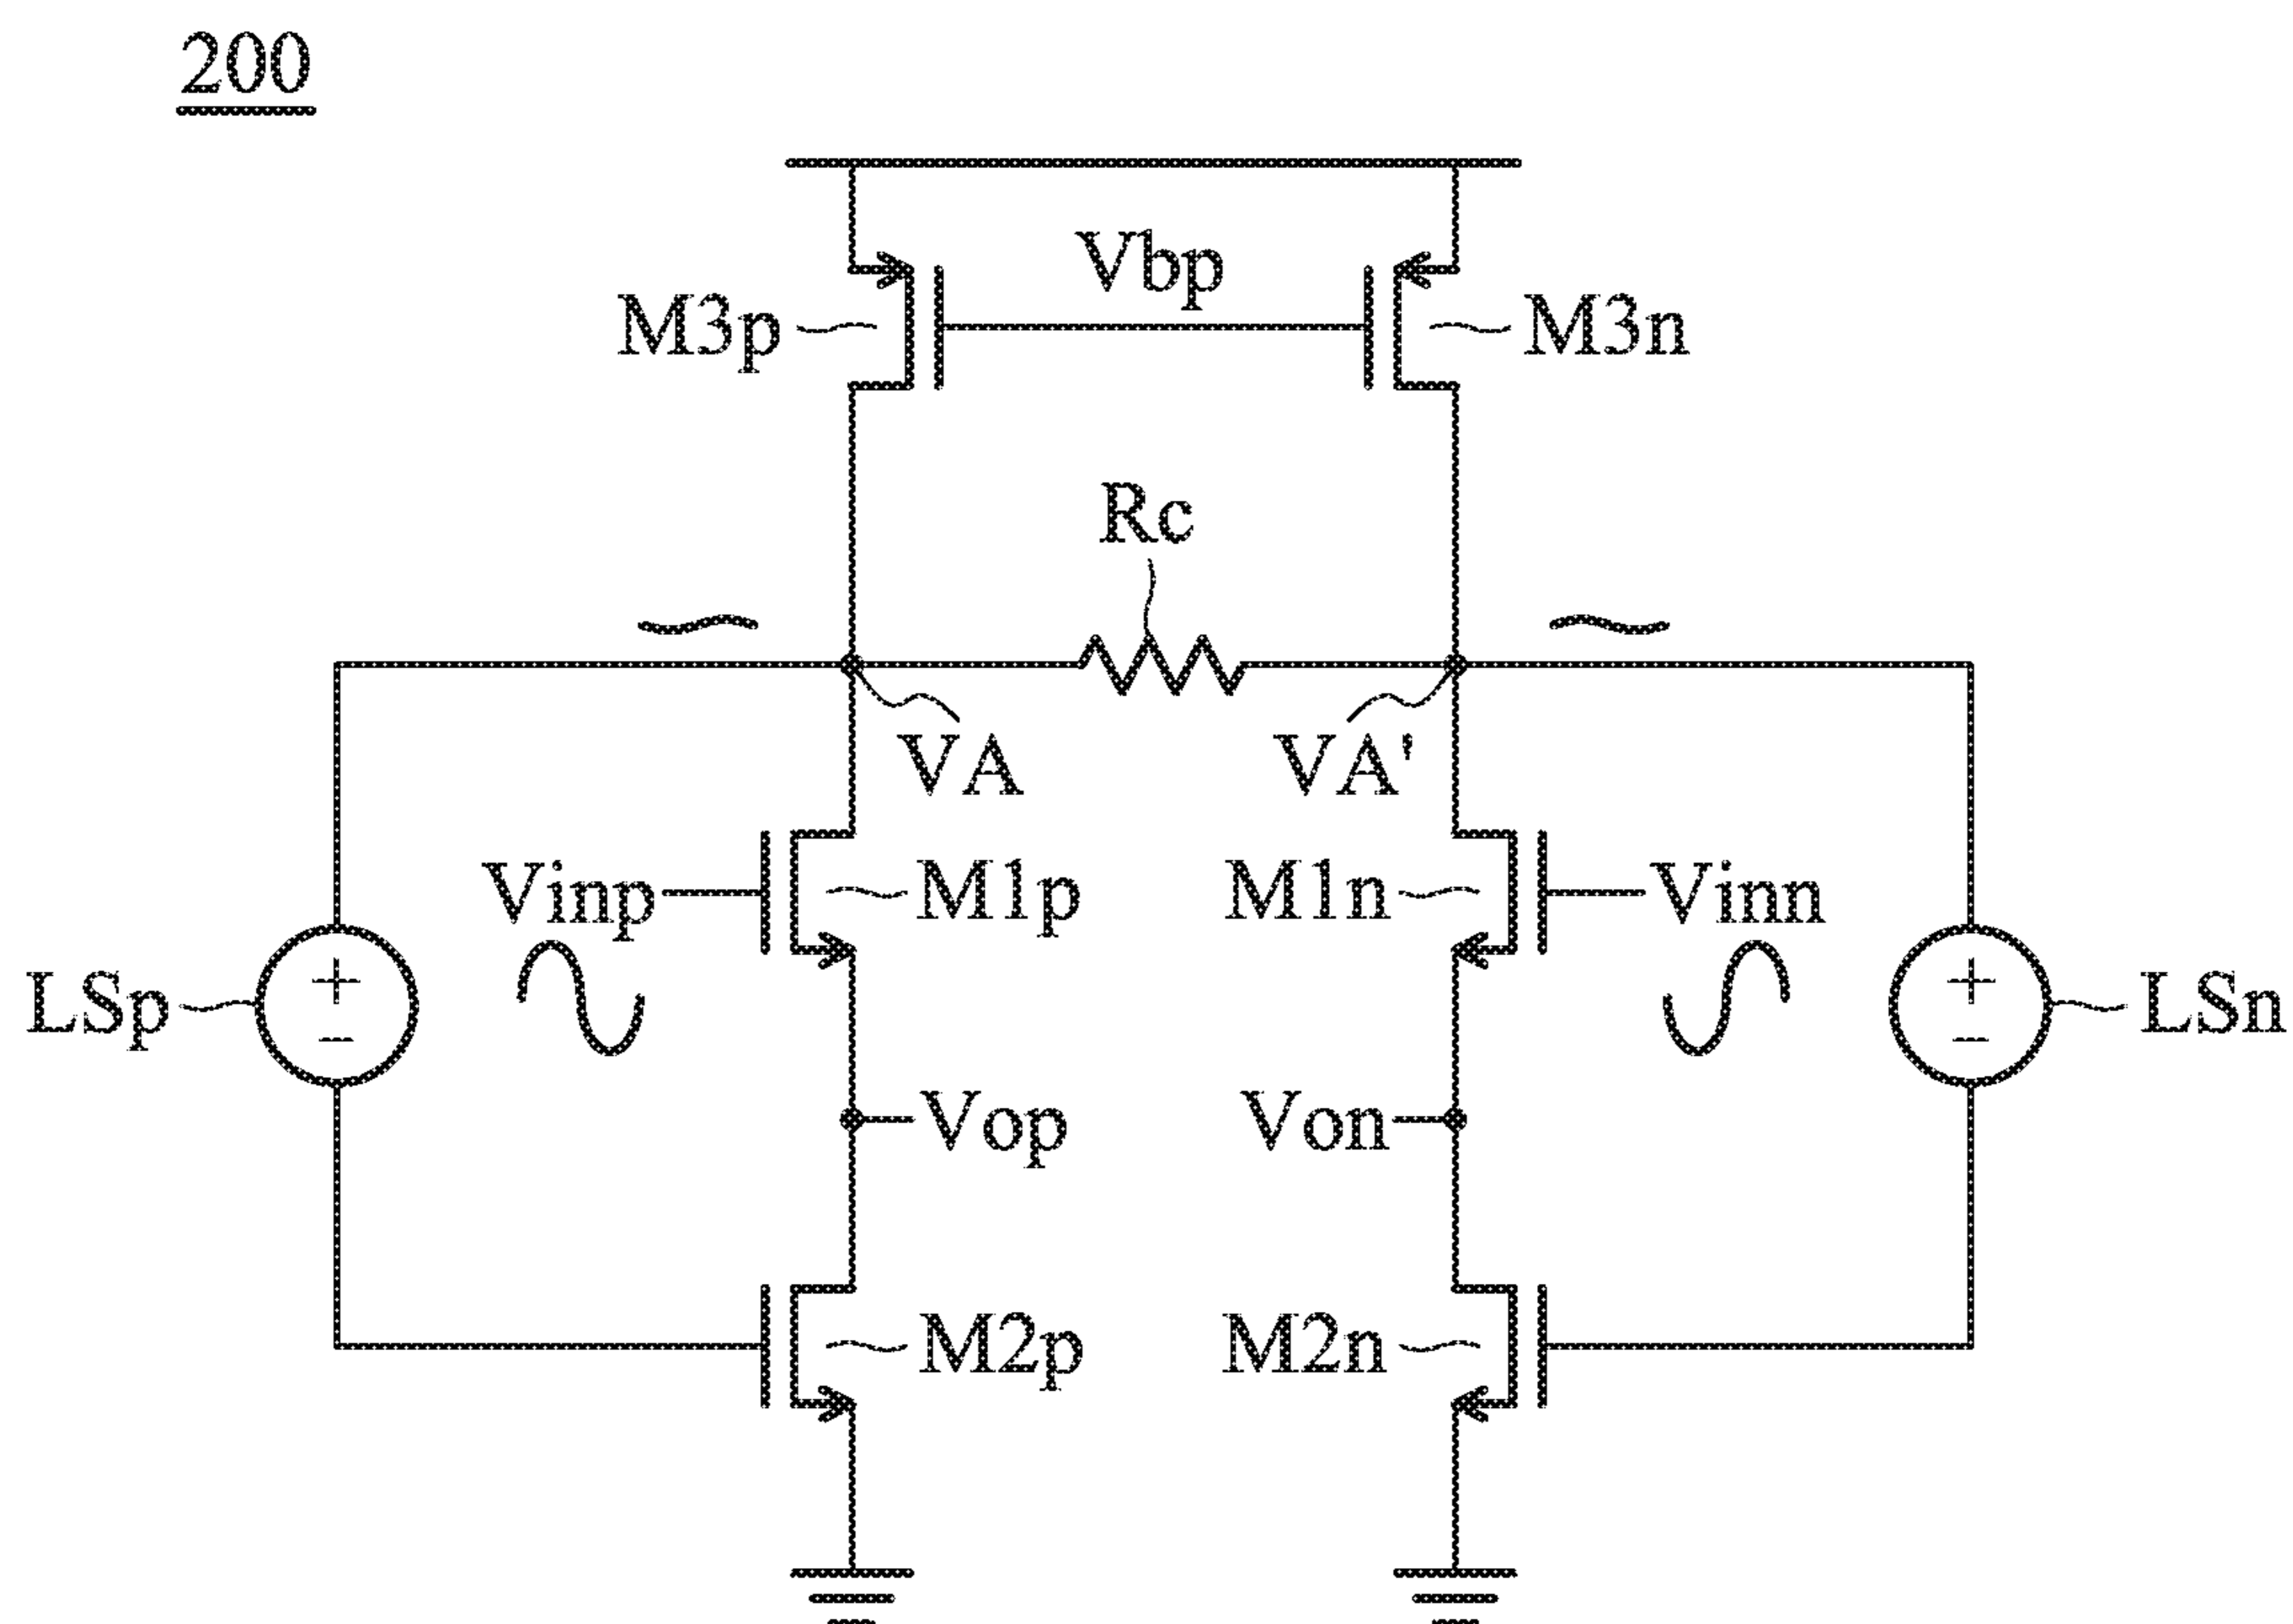 200
Vbp
M3p
M3n
Rc
VA
VA'
Vinp
M1p
M1n
Vinn
LSp
LSn
+
−
+
−
Vop
Von
M2p
M2n